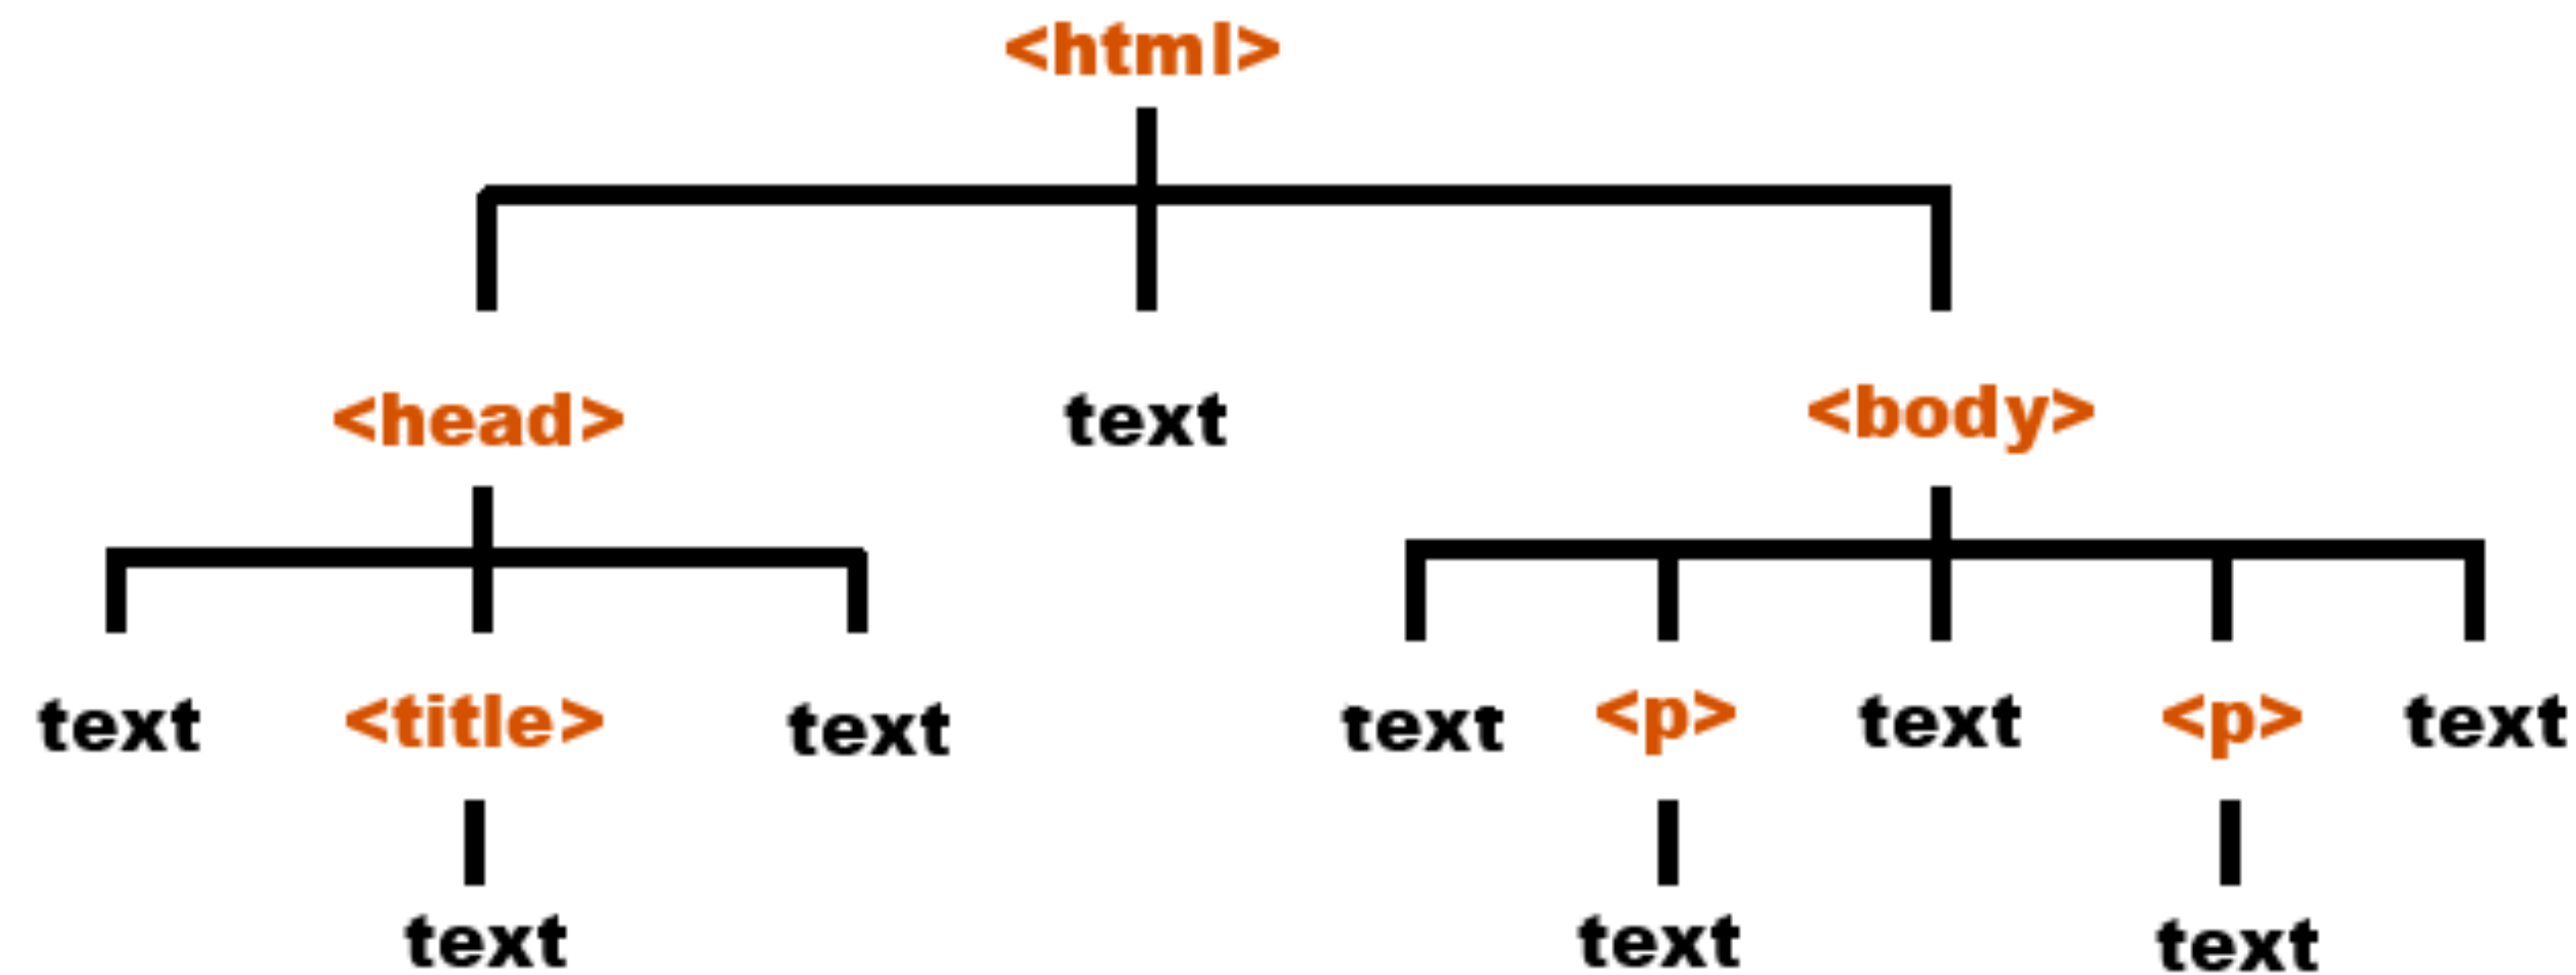 <html>
<head> text <body>
text <title> text text <p> text <p> text
text text text